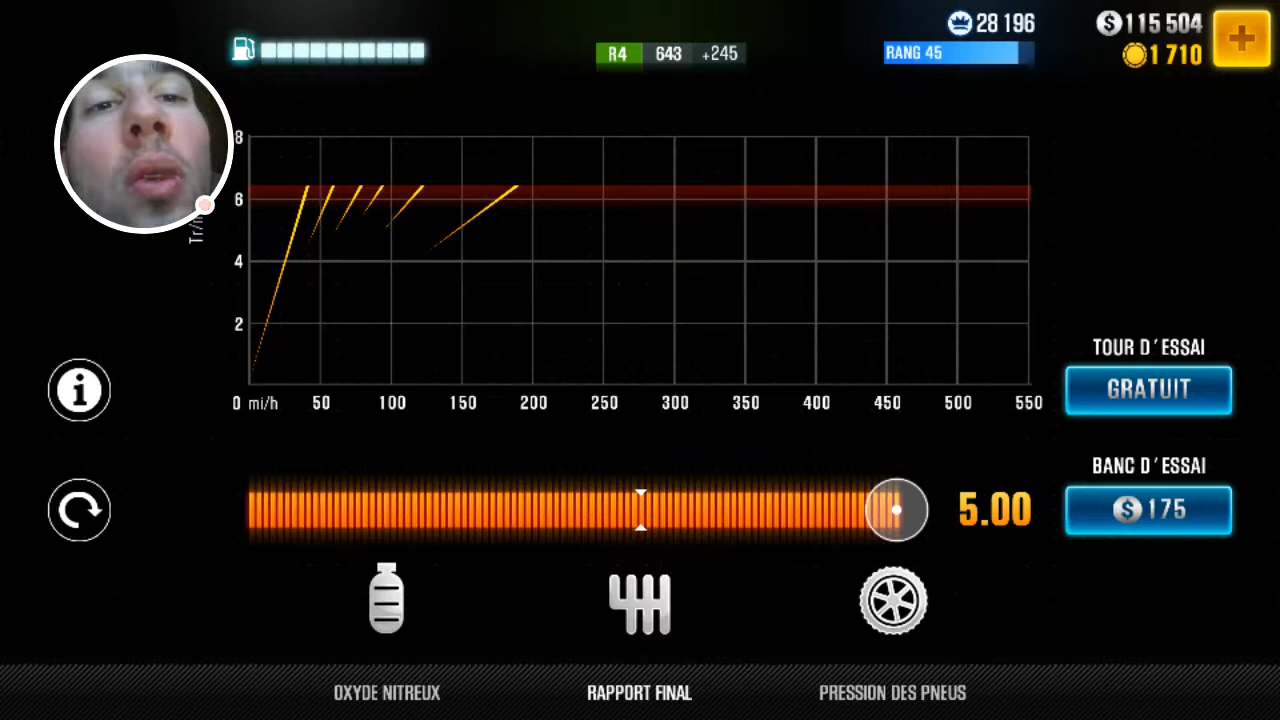 28 196
115 504
R4 643 +245
RANG 45
1 710
8
6
4
2
0 mi/h 50 100 150 200 250 300 350 400 450 500 550
TOUR D'ESSAI
GRATUIT
BANC D'ESSAI
5.00
$ 175
OXYDE NITREUX
RAPPORT FINAL
PRESSION DES PNEUS